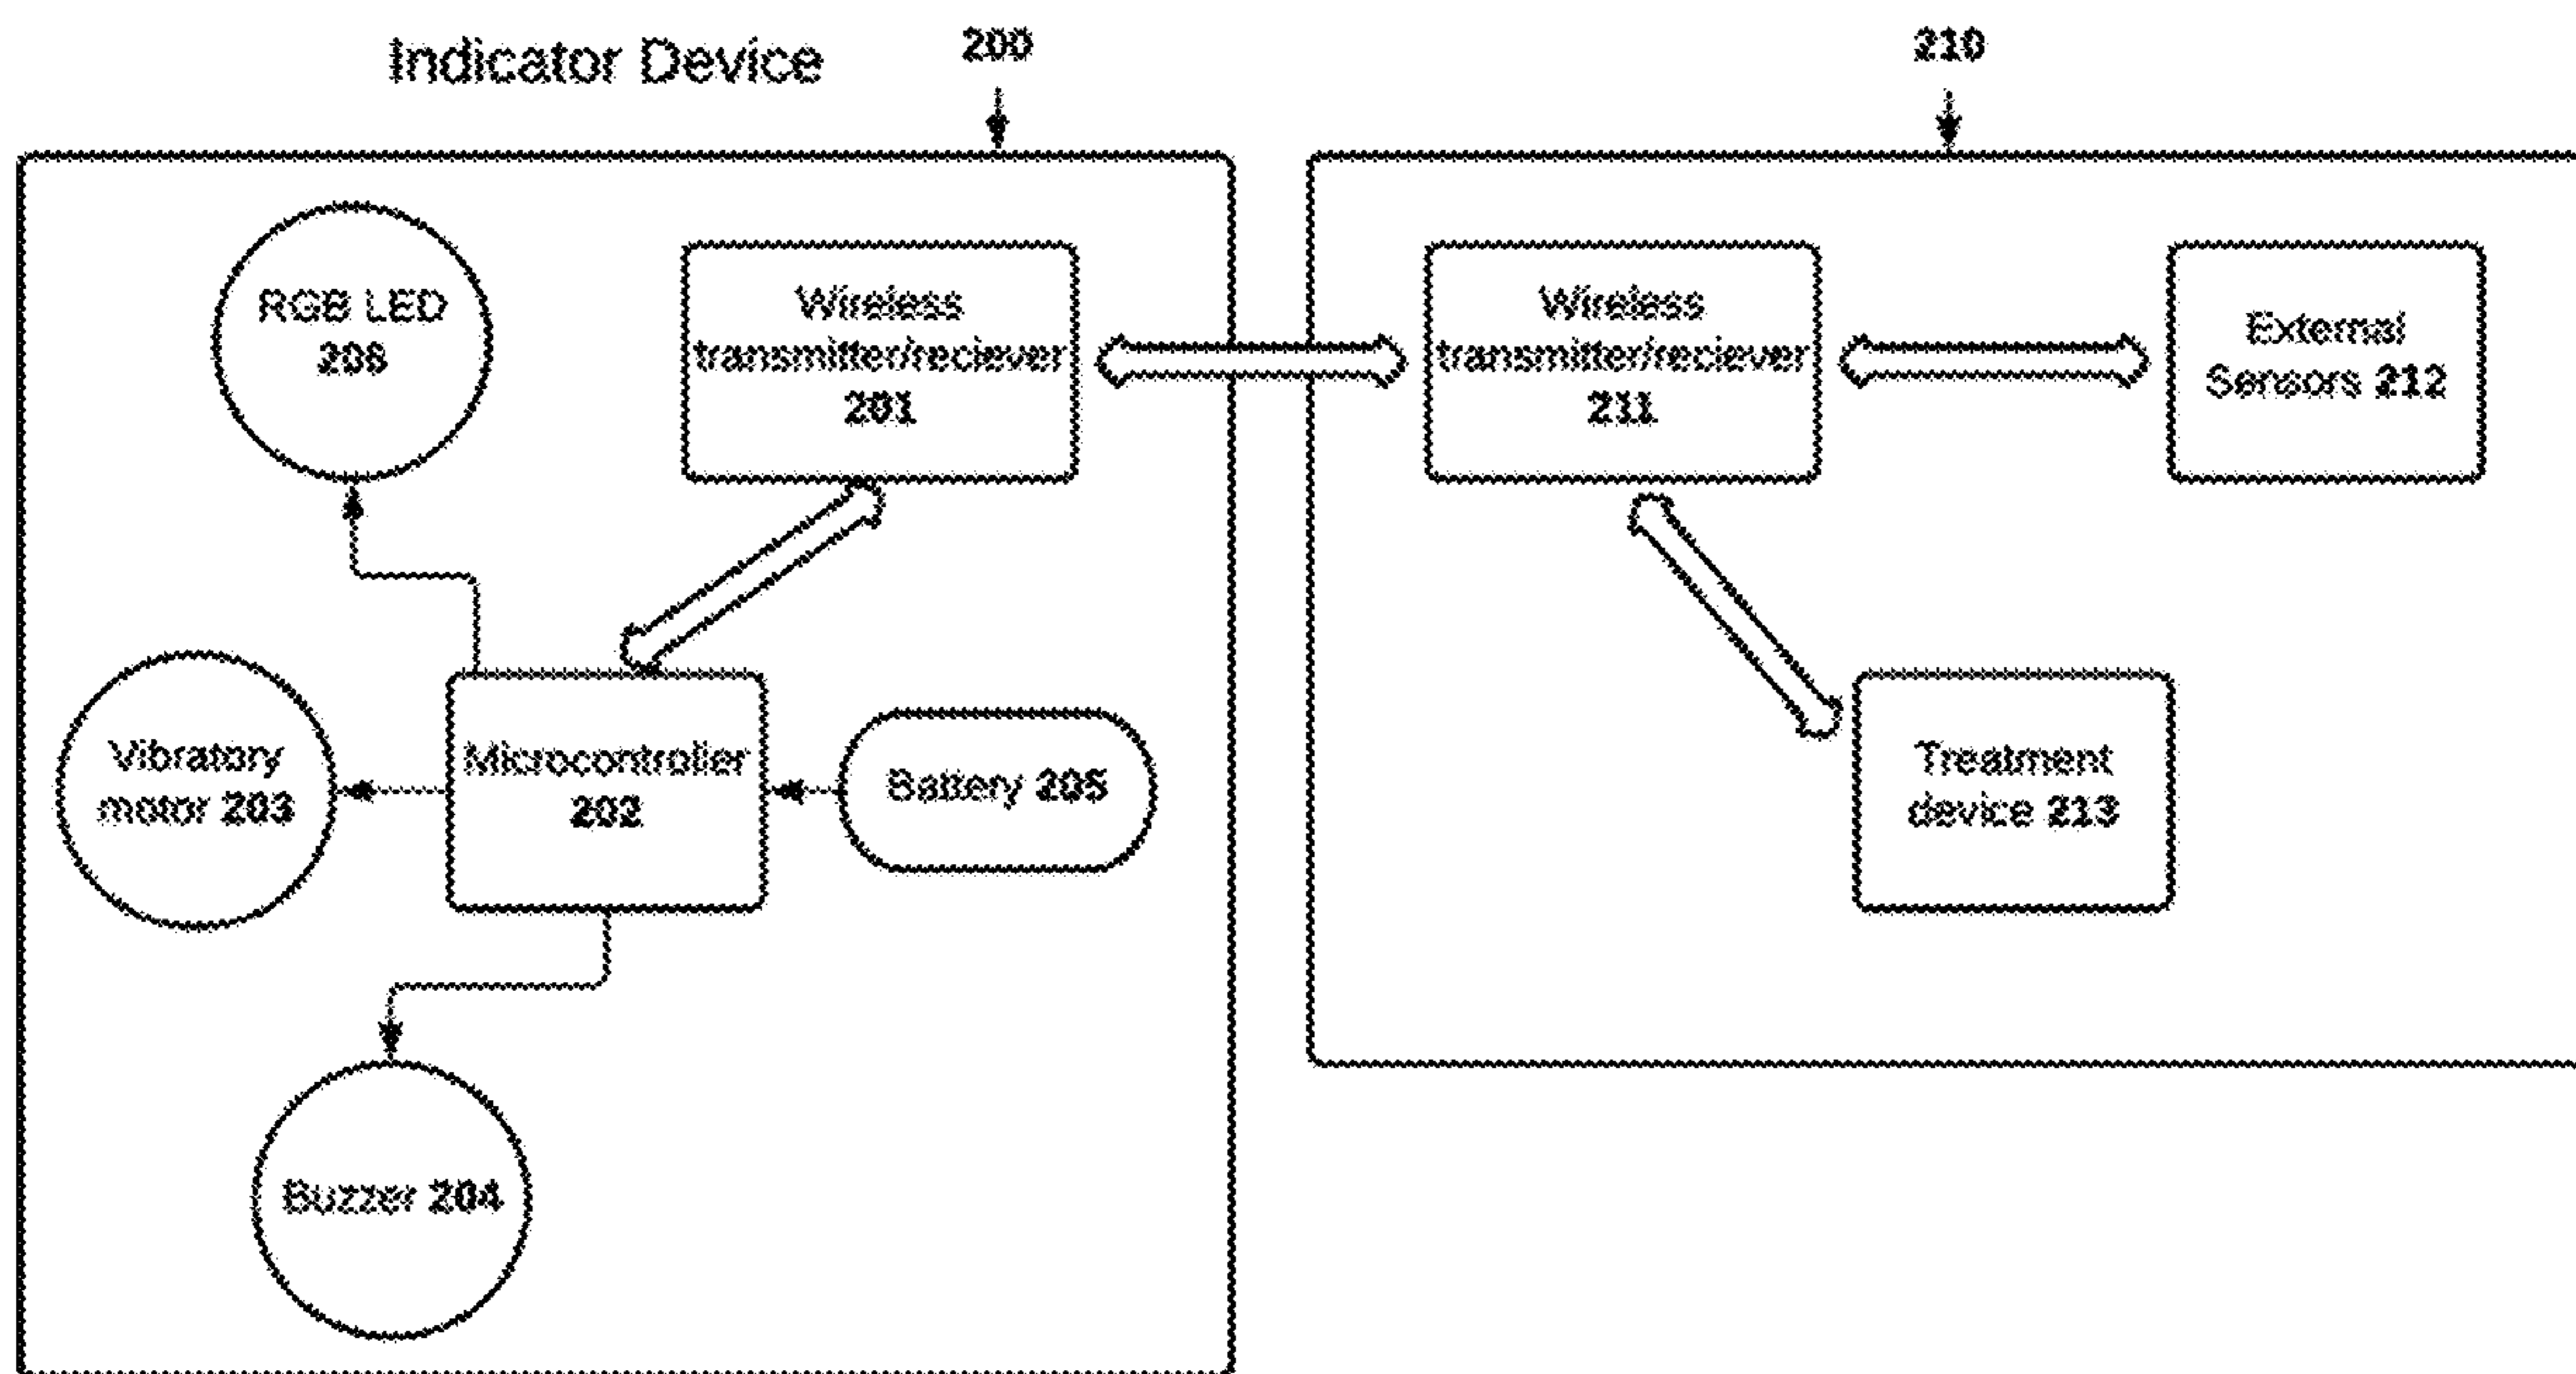 Indicator Device
200
210
RGB LED
206
Wireless
transmitter/reciever
201
Wireless
transmitter/reciever
211
External
Sensors 212
Vibratory
motor 203
Microcontroller
202
Battery 205
Treatment
device 213
Buzzer 204